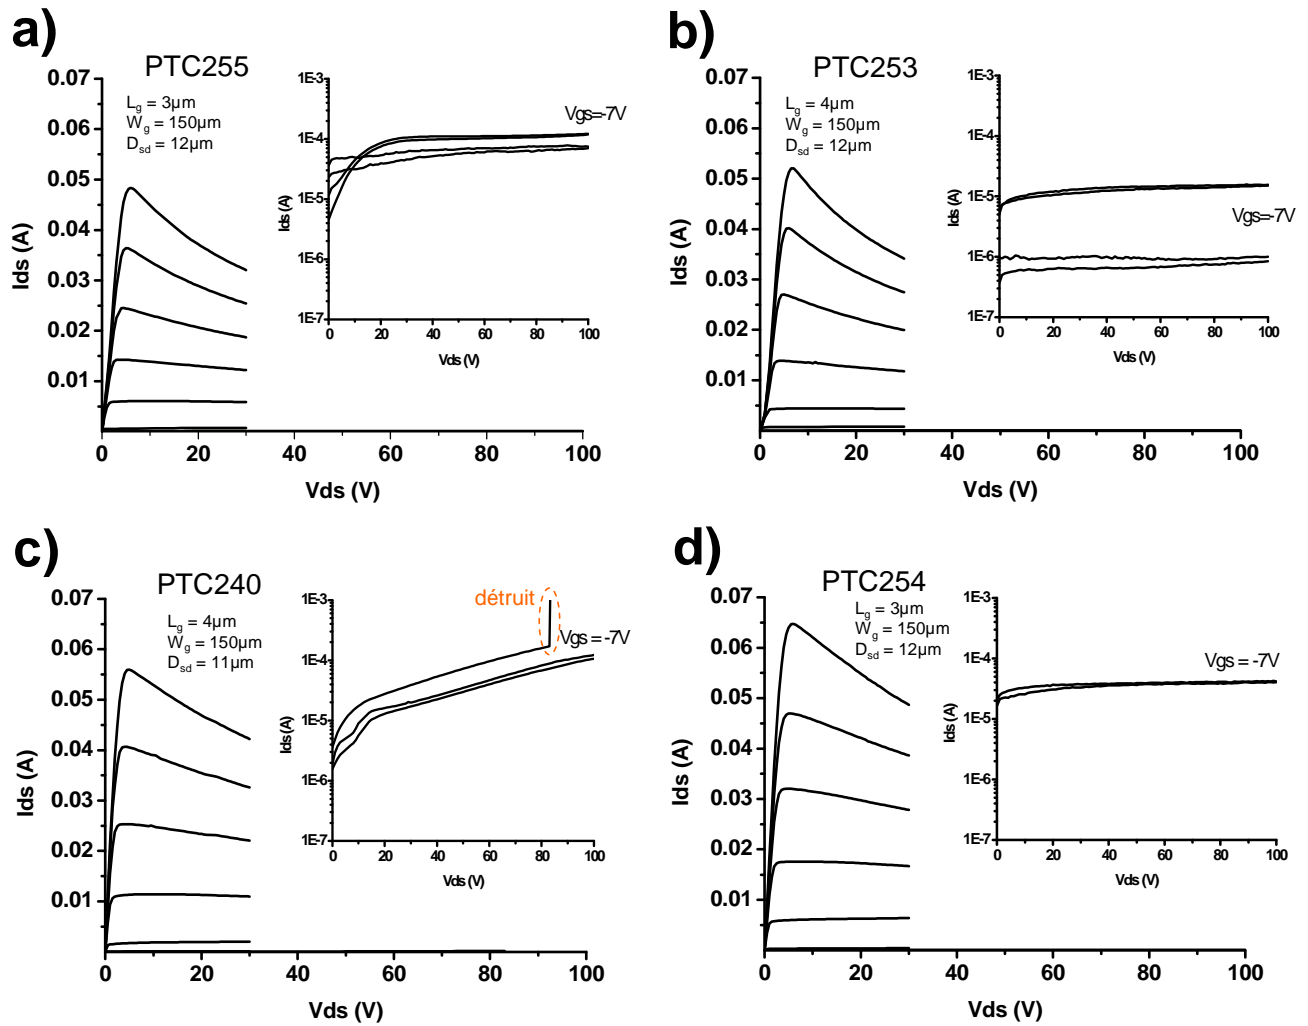 a)
PTC255
L_g = 3µm
W_g = 150µm
D_sd = 12µm
Ids (A)
0.07
0.06
0.05
0.04
0.03
0.02
0.01
0
20
40
60
80
100
Vds (V)
Ids (A)
1E-3
1E-4
1E-5
1E-6
1E-7
0
20
40
60
80
100
Vds (V)
Vgs=-7V
b)
PTC253
L_g = 4µm
W_g = 150µm
D_sd = 12µm
Ids (A)
0.07
0.06
0.05
0.04
0.03
0.02
0.01
0
20
40
60
80
100
Vds (V)
Ids (A)
1E-3
1E-4
1E-5
1E-6
1E-7
0
20
40
60
80
100
Vds (V)
Vgs=-7V
c)
PTC240
L_g = 4µm
W_g = 150µm
D_sd = 11µm
Ids (A)
0.07
0.06
0.05
0.04
0.03
0.02
0.01
0
20
40
60
80
100
Vds (V)
Ids (A)
1E-3
1E-4
1E-5
1E-6
1E-7
0
20
40
60
80
100
Vds (V)
détruit
Vgs = -7V
d)
PTC254
L_g = 3µm
W_g = 150µm
D_sd = 12µm
Ids (A)
0.07
0.06
0.05
0.04
0.03
0.02
0.01
0
20
40
60
80
100
Vds (V)
Ids (A)
1E-3
1E-4
1E-5
1E-6
1E-7
0
20
40
60
80
100
Vds (V)
Vgs = -7V